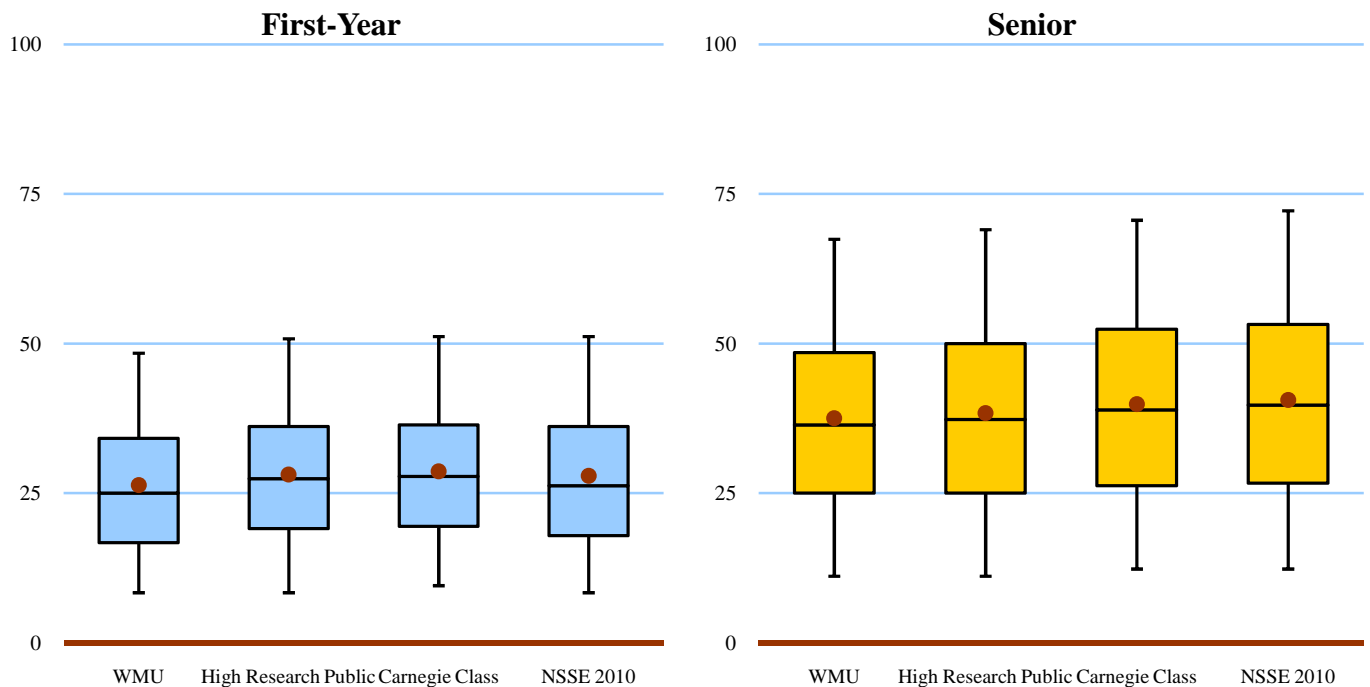 First-Year
100
75
50
25
0
WMU
High Research Public
Carnegie Class
NSSE 2010
Senior
100
75
50
25
0
WMU
High Research Public
Carnegie Class
NSSE 2010